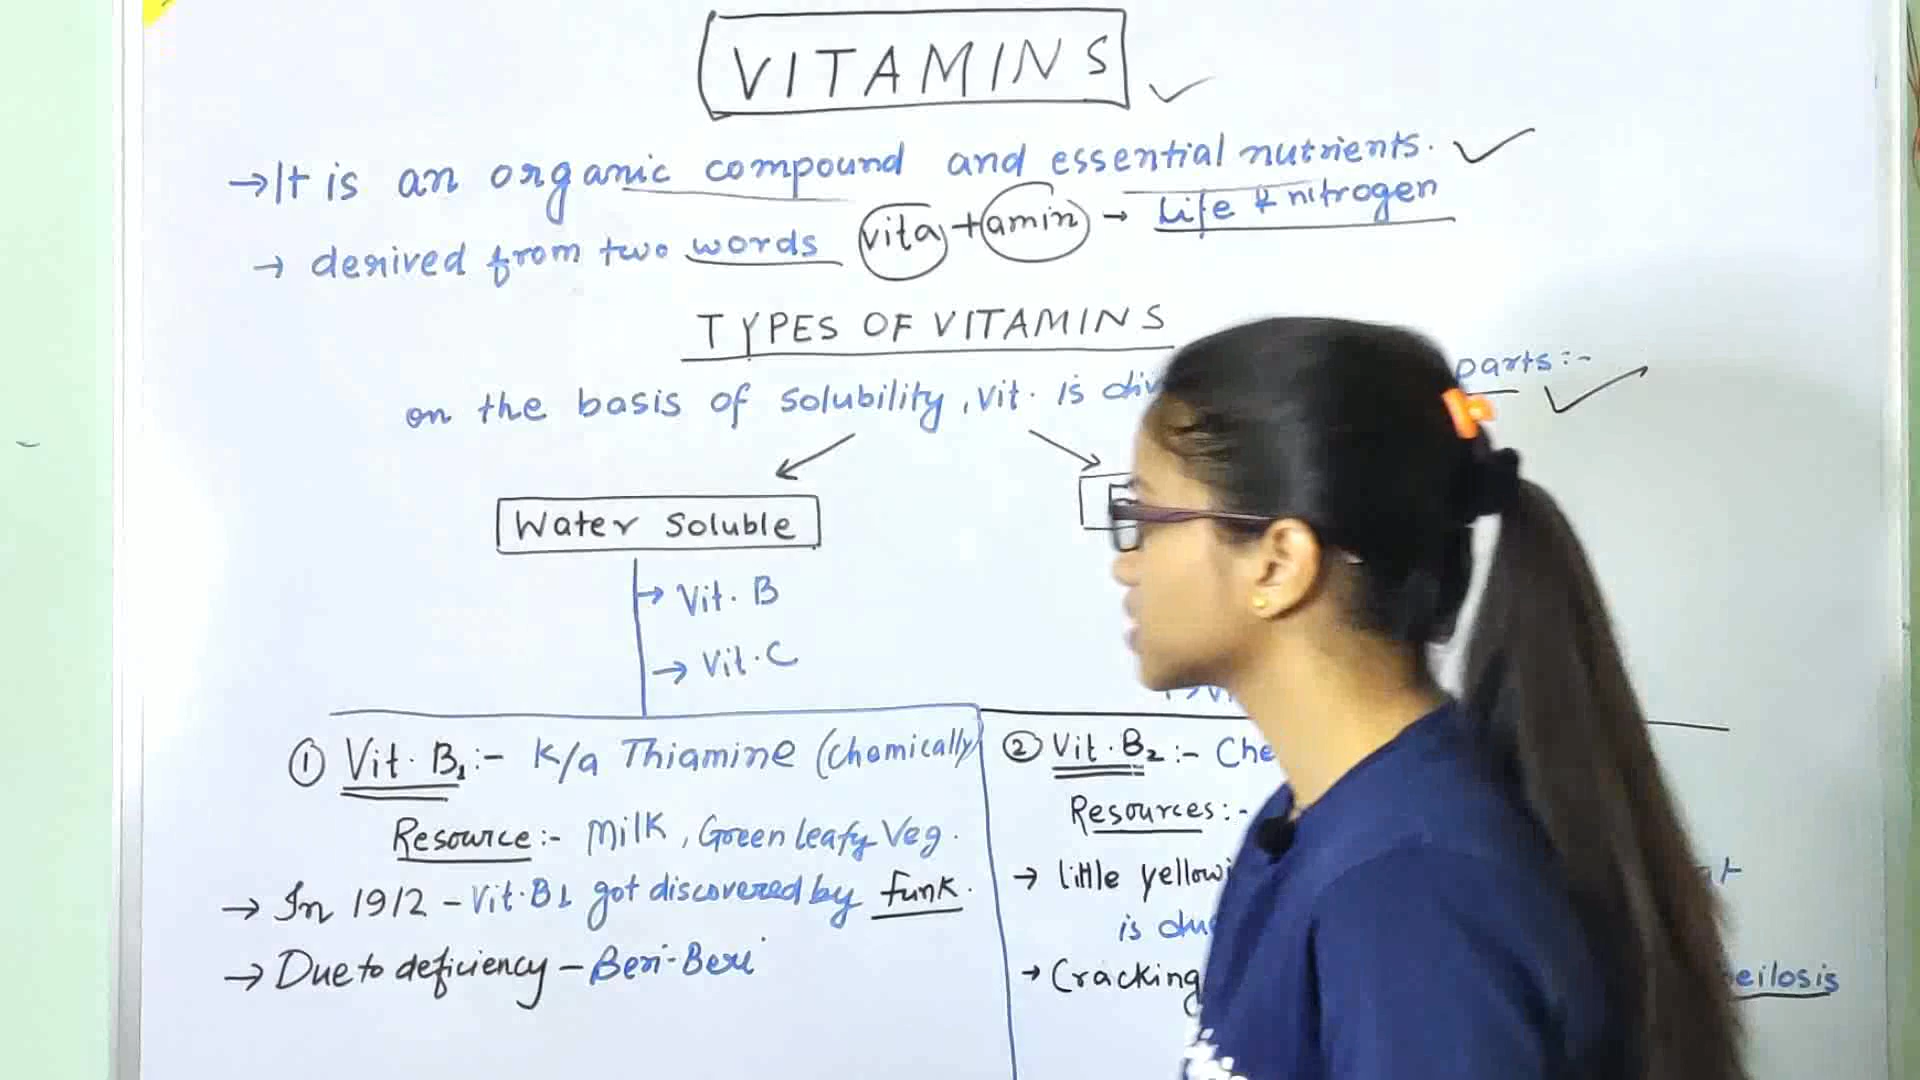 VITAMINS
→It is an organic compound and essential nutrients.
→ derived from two words vita + amin → Life & nitrogen
TYPES OF VITAMINS
on the basis of solubility, vit. is div parts:-
Water Soluble
→ Vit. B
→ Vit. C
① Vit. B1:- K/a Thiamine (Chemically)
Resource:- Milk, Green leafy Veg.
→ In 1912 - Vit. B1 got discovered by funk.
→ Due to deficiency - Beri-Beri
② Vit. B2:- Che
Resources:-
→ little yellowi
is du
→ Cracking eilosis